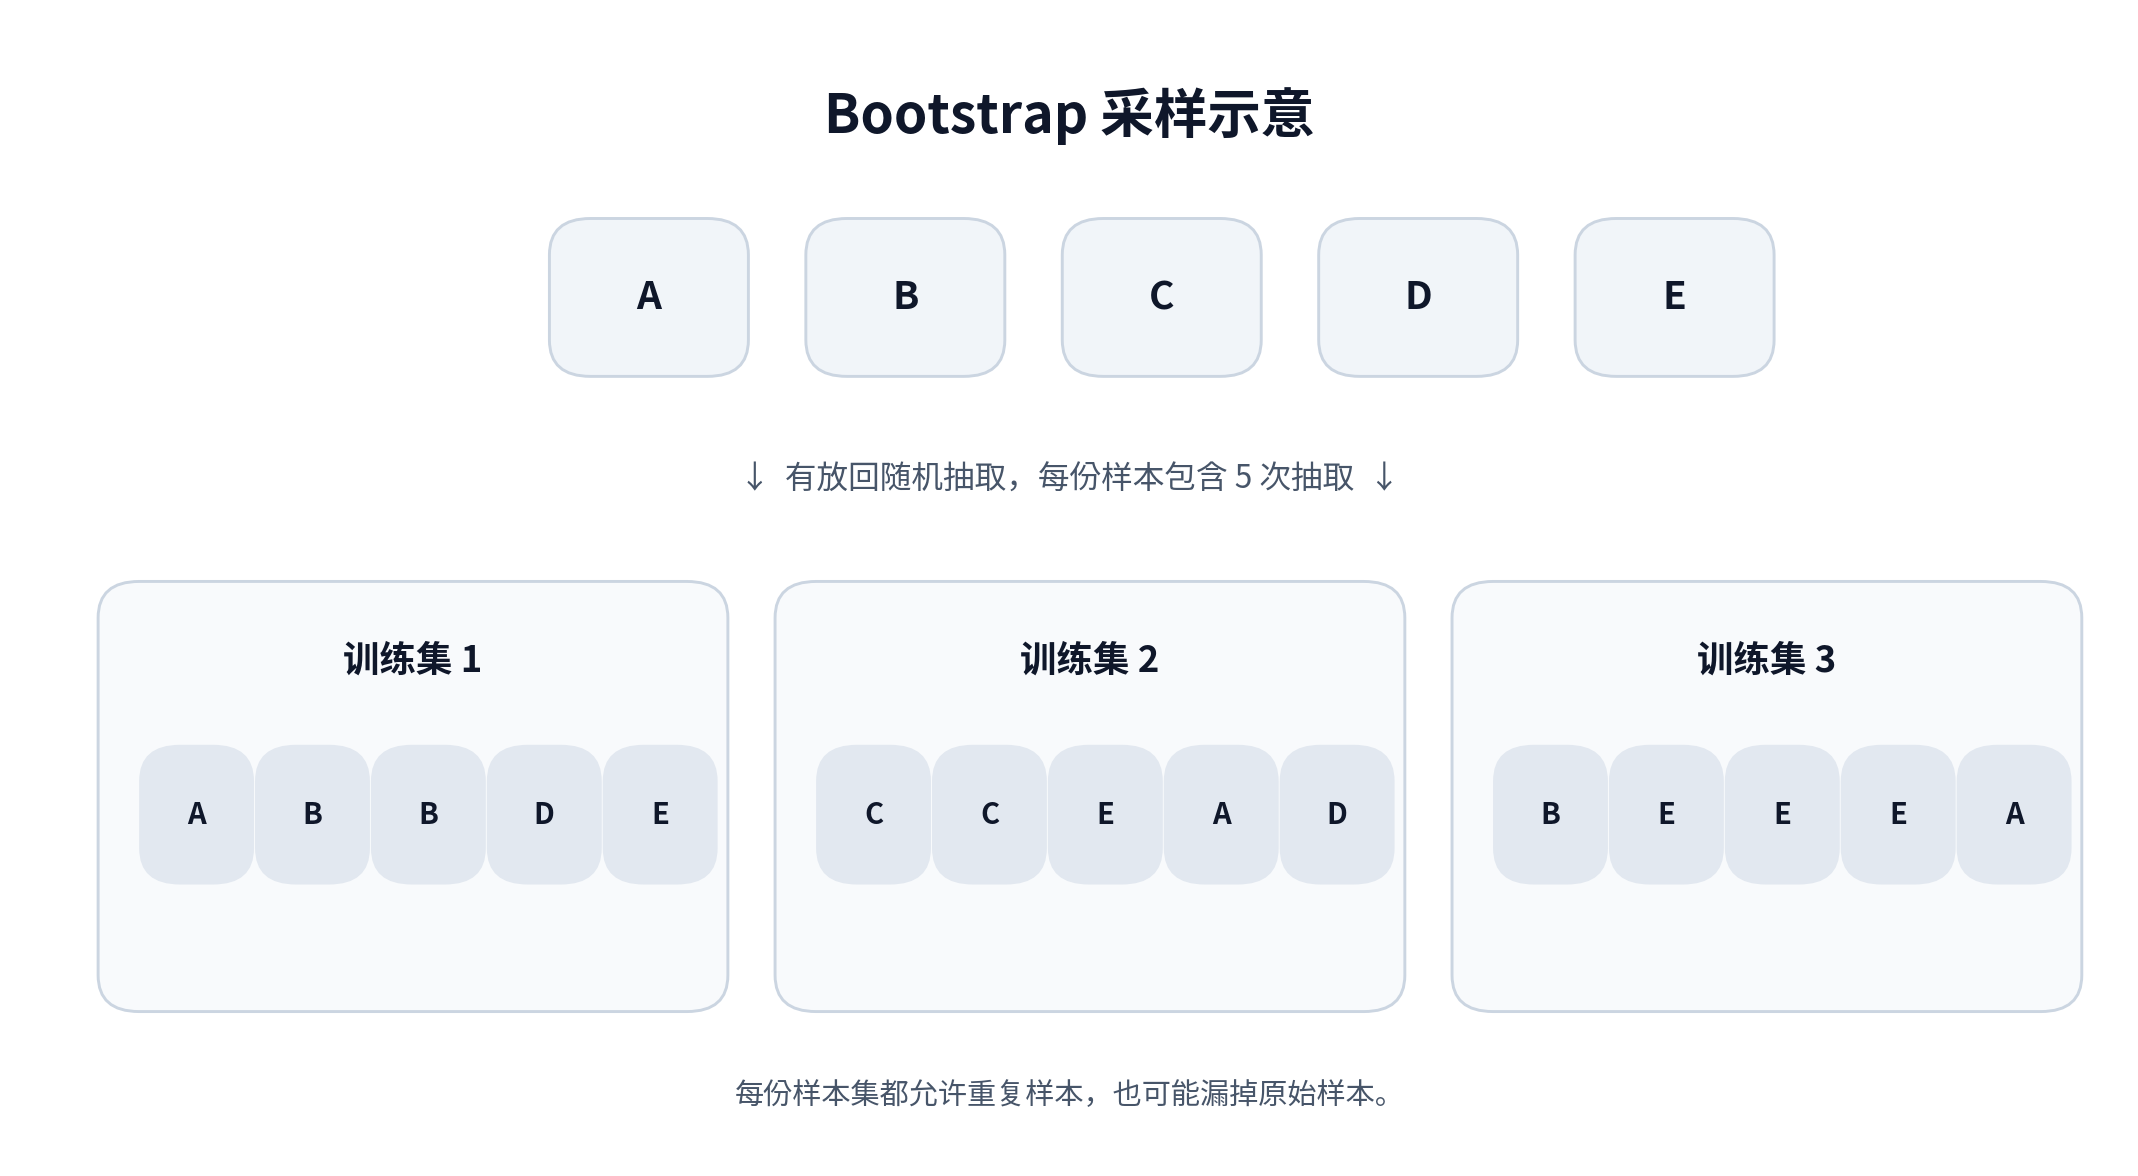 Bootstrap 采样示意
A B C D E
↓ 有放回随机抽取，每份样本包含 5 次抽取 ↓
训练集 1
A B B D E
训练集 2
C C E A D
训练集 3
B E E E A
每份样本集都允许重复样本，也可能漏掉原始样本。